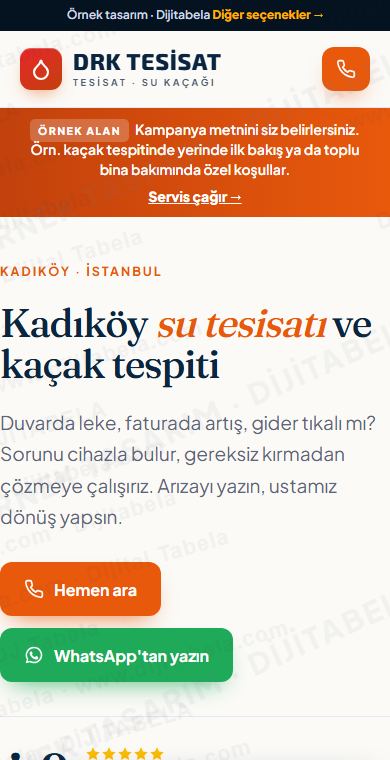 Örnek tasarım · Dijitabela Diğer seçenekler →
DRK TESİSAT
TESİSAT · SU KAÇAĞI
ÖRNEK ALAN Kampanya metnini siz belirlersiniz.
Örn. kaçak tespitinde yerinde ilk bakış ya da toplu
bina bakımında özel koşullar.
Servis çağır →
KADIKÖY · İSTANBUL
Kadıköy su tesisatı ve
kaçak tespiti
Duvarda leke, faturada artış, gider tıkalı mı?
Sorunu cihazla bulur, gereksiz kırmadan
çözmeye çalışırız. Arızayı yazın, ustamız
dönüş yapsın.
Hemen ara
WhatsApp'tan yazın